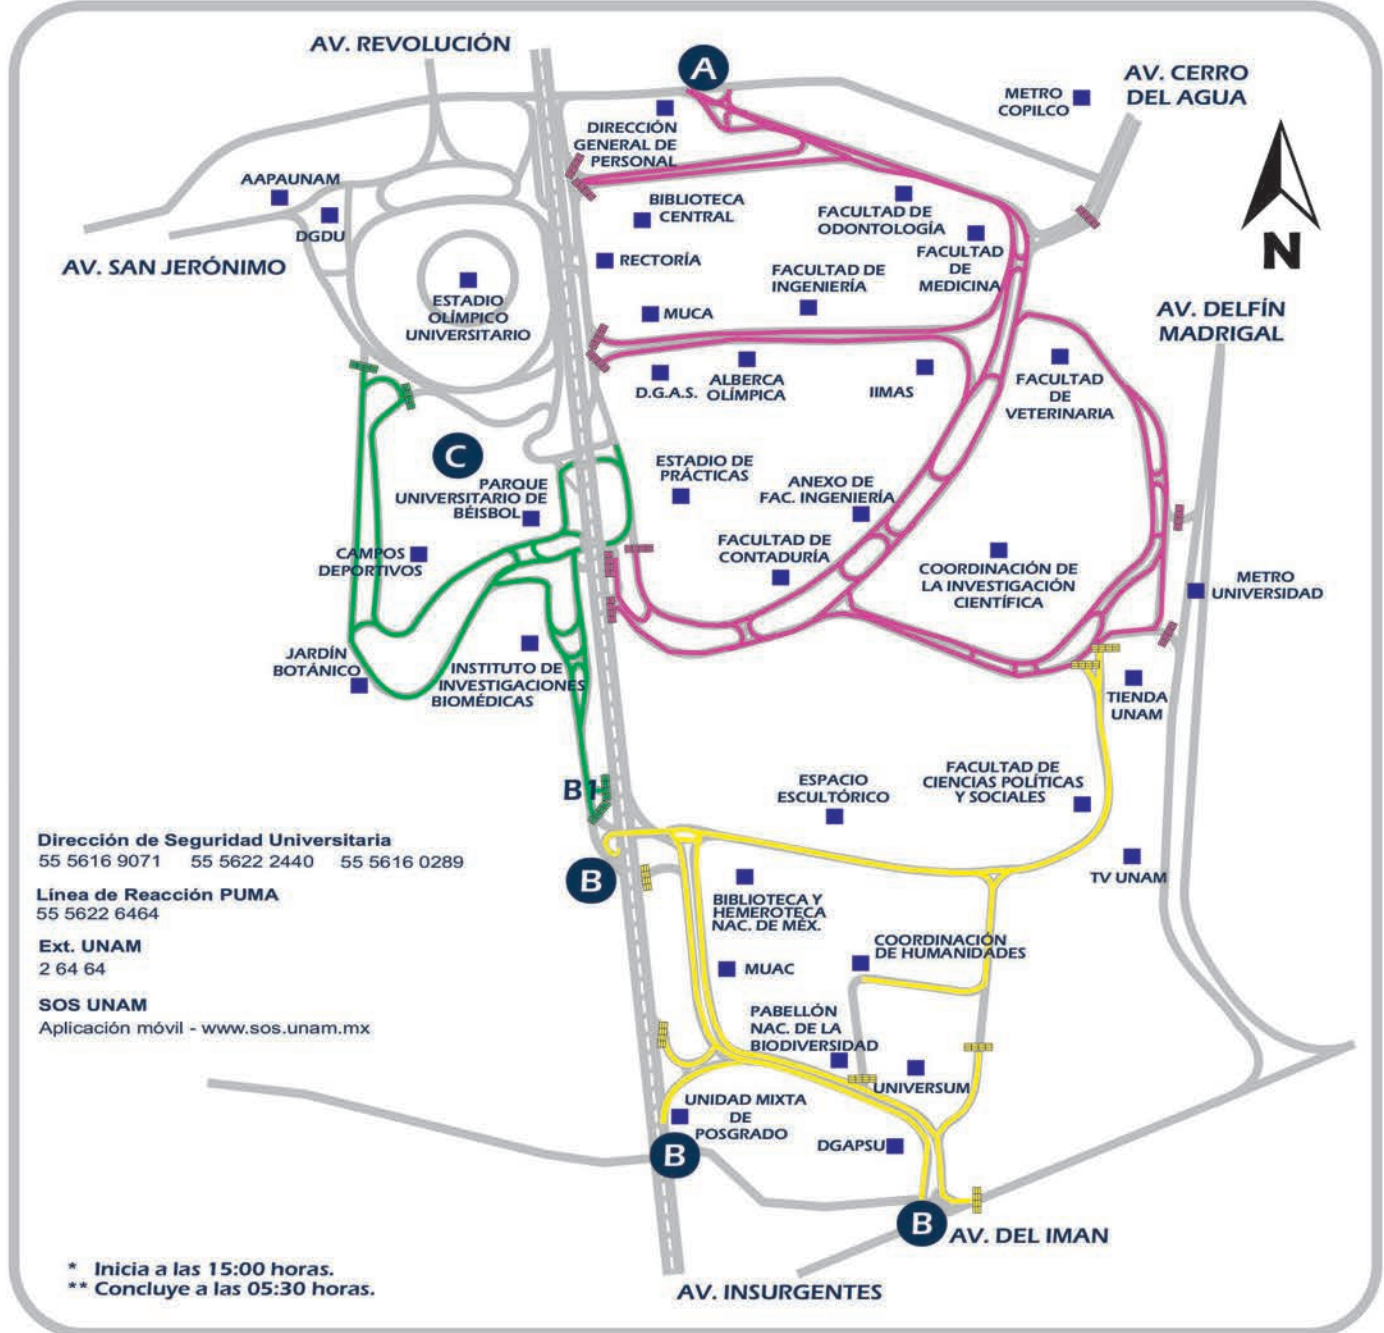 AV. REVOLUCIÓN
A
AV. CERRO
DEL AGUA
METRO
COPILCO
DIRECCIÓN
GENERAL DE
PERSONAL
AAPAUNAM
DGDU
BIBLIOTECA
CENTRAL
FACULTAD DE
ODONTOLOGÍA
N
AV. SAN JERÓNIMO
RECTORÍA
FACULTAD DE
INGENIERÍA
FACULTAD
DE
MEDICINA
ESTADIO
OLÍMPICO
UNIVERSITARIO
MUCA
AV. DELFÍN
MADRIGAL
D.G.A.S.
ALBERCA
OLÍMPICA
IIMAS
FACULTAD
DE
VETERINARIA
C
PARQUE
UNIVERSITARIO DE
BÉISBOL
ESTADIO DE
PRÁCTICAS
ANEXO DE
FAC. INGENIERÍA
CAMPOS
DEPORTIVOS
FACULTAD DE
CONTADURÍA
COORDINACIÓN DE
LA INVESTIGACIÓN
CIENTÍFICA
METRO
UNIVERSIDAD
JARDÍN
BOTÁNICO
INSTITUTO DE
INVESTIGACIONES
BIOMÉDICAS
TIENDA
UNAM
B1
ESPACIO
ESCULTÓRICO
FACULTAD DE
CIENCIAS POLÍTICAS
Y SOCIALES
Dirección de Seguridad Universitaria
55 5616 9071 55 5622 2440 55 5616 0289
B
TV UNAM
Línea de Reacción PUMA
55 5622 6464
BIBLIOTECA Y
HEMEROTECA
NAC. DE MÉX.
Ext. UNAM
2 64 64
COORDINACIÓN
DE HUMANIDADES
MUAC
SOS UNAM
Aplicación móvil - www.sos.unam.mx
PABELLÓN
NAC. DE LA
BIODIVERSIDAD
UNIVERSUM
UNIDAD MIXTA
DE
POSGRADO
DGAPSU
B
B
AV. DEL IMAN
* Inicia a las 15:00 horas.
** Concluye a las 05:30 horas.
AV. INSURGENTES